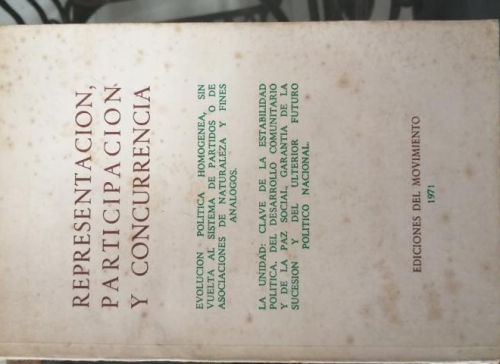 REPRESENTACION,
PARTICIPACION
Y CONCURRENCIA
EVOLUCION POLITICA HOMOGENEA, SIN
VUELTA AL SISTEMA DE PARTIDOS O DE
ASOCIACIONES DE NATURALEZA Y FINES
ANALOGOS.
LA UNIDAD: CLAVE DE LA ESTABILIDAD
POLITICA, DEL DESARROLLO COMUNITARIO
Y DE LA PAZ SOCIAL, GARANTIA DE LA
SUCESION Y DEL ULTERIOR FUTURO
POLITICO NACIONAL
EDICIONES DEL MOVIMIENTO
1971